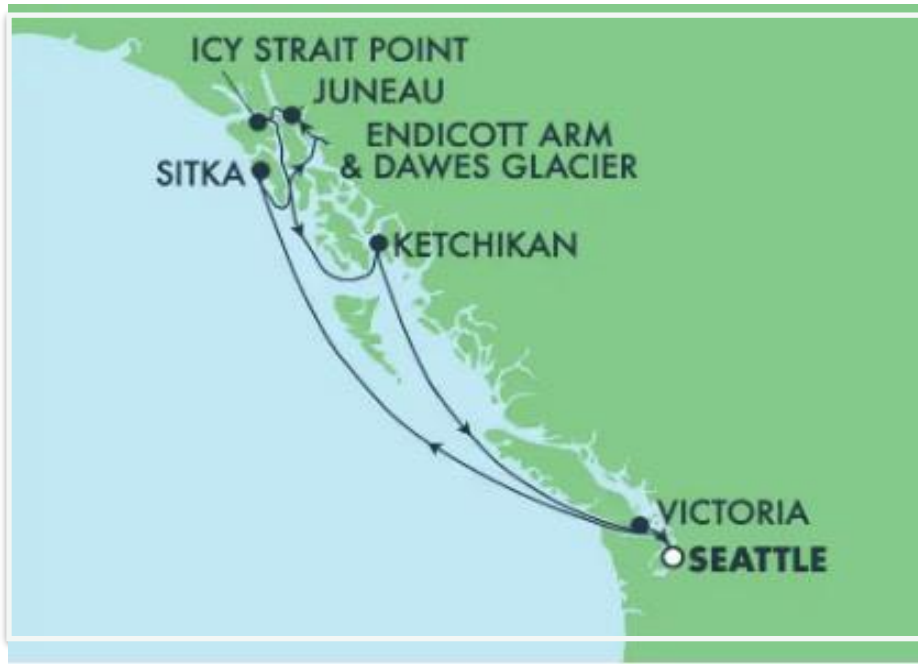 ICY STRAIT POINT
JUNEAU
ENDICOTT ARM
& DAWES GLACIER
SITKA
KETCHIKAN
VICTORIA
SEATTLE